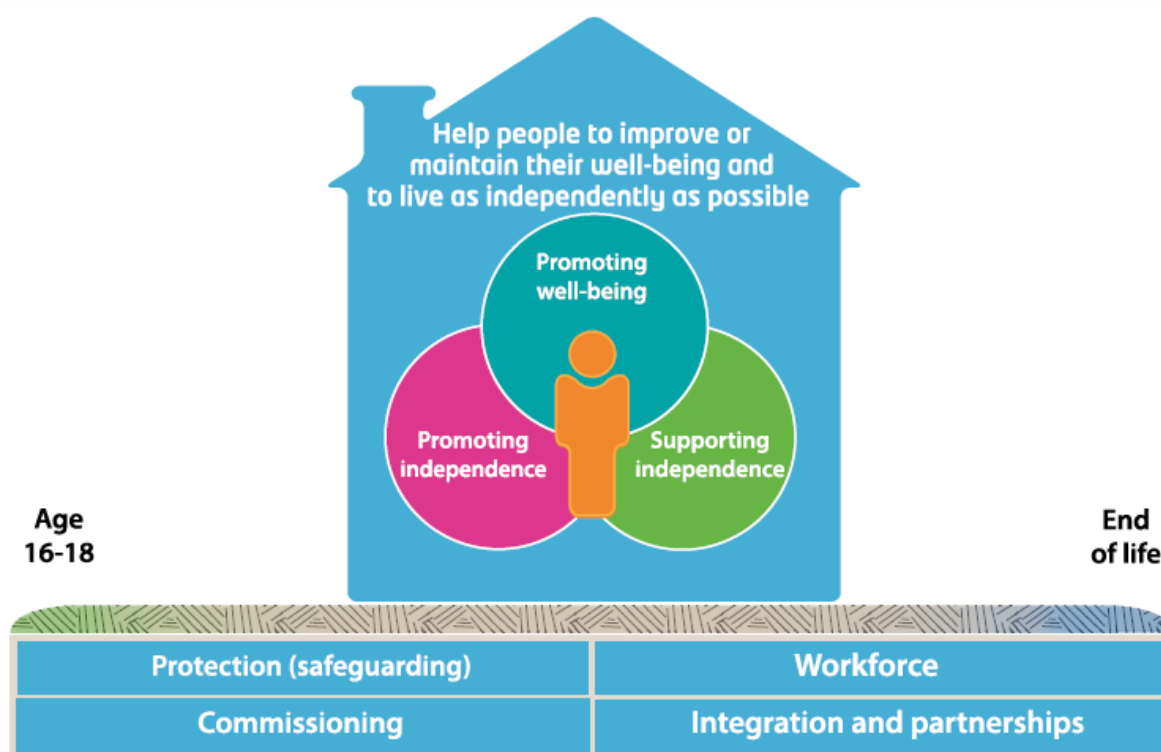 Help people to improve or
maintain their well-being and
to live as independently as possible
Promoting
well-being
Promoting
independence
Supporting
independence
Age
16-18
End
of life
Protection (safeguarding)
Workforce
Commissioning
Integration and partnerships